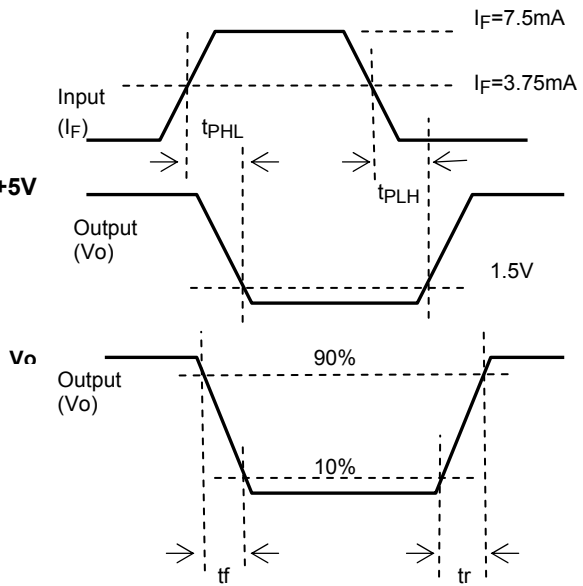 IF=7.5mA
IF=3.75mA
Input
(IF)
tPHL
+5V
tPLH
Output
(Vo)
1.5V
Vo
90%
Output
(Vo)
10%
tf
tr